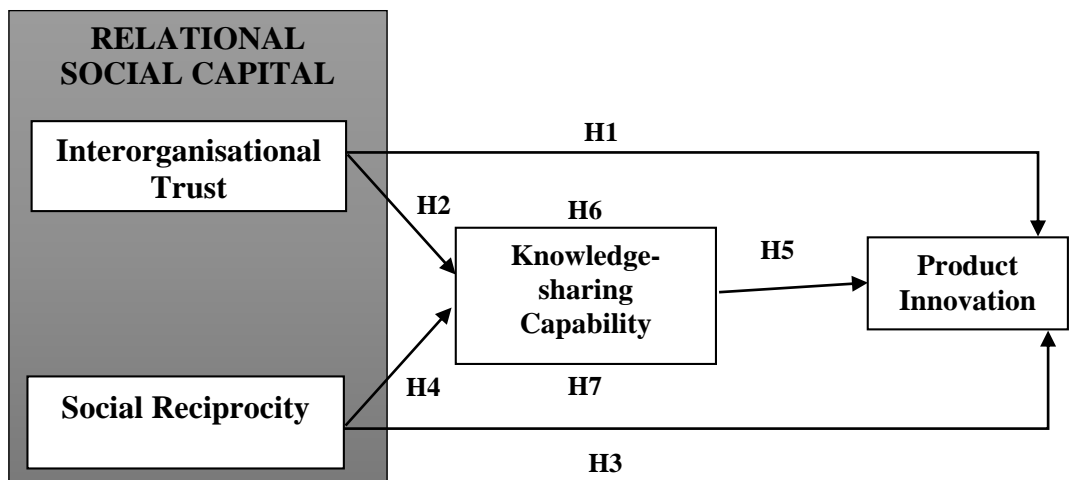 RELATIONAL
SOCIAL CAPITAL
Interorganisational
Trust
H1
H2
H6
Knowledge-
sharing
Capability
H5
Product
Innovation
H4
H7
Social Reciprocity
H3